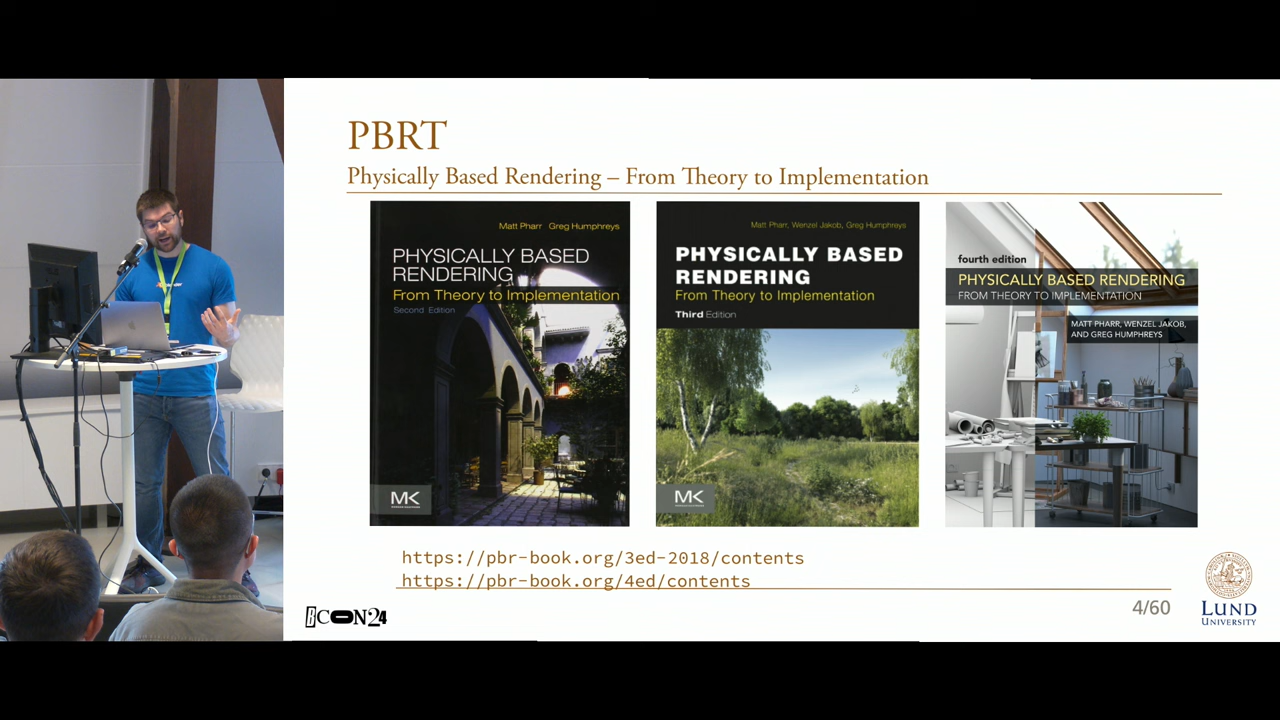 PBRT
Physically Based Rendering – From Theory to Implementation
Matt Pharr Greg Humphreys
PHYSICALLY BASED
RENDERING
From Theory to Implementation
Second Edition
MK
Matt Pharr, Wenzel Jakob, Greg Humphreys
PHYSICALLY BASED
RENDERING
From Theory to Implementation
Third Edition
MK
fourth edition
PHYSICALLY BASED RENDERING
FROM THEORY TO IMPLEMENTATION
MATT PHARR, WENZEL JAKOB,
AND GREG HUMPHREYS
https://pbr-book.org/3ed-2018/contents
https://pbr-book.org/4ed/contents
BCON24
4/60
LUND
UNIVERSITY